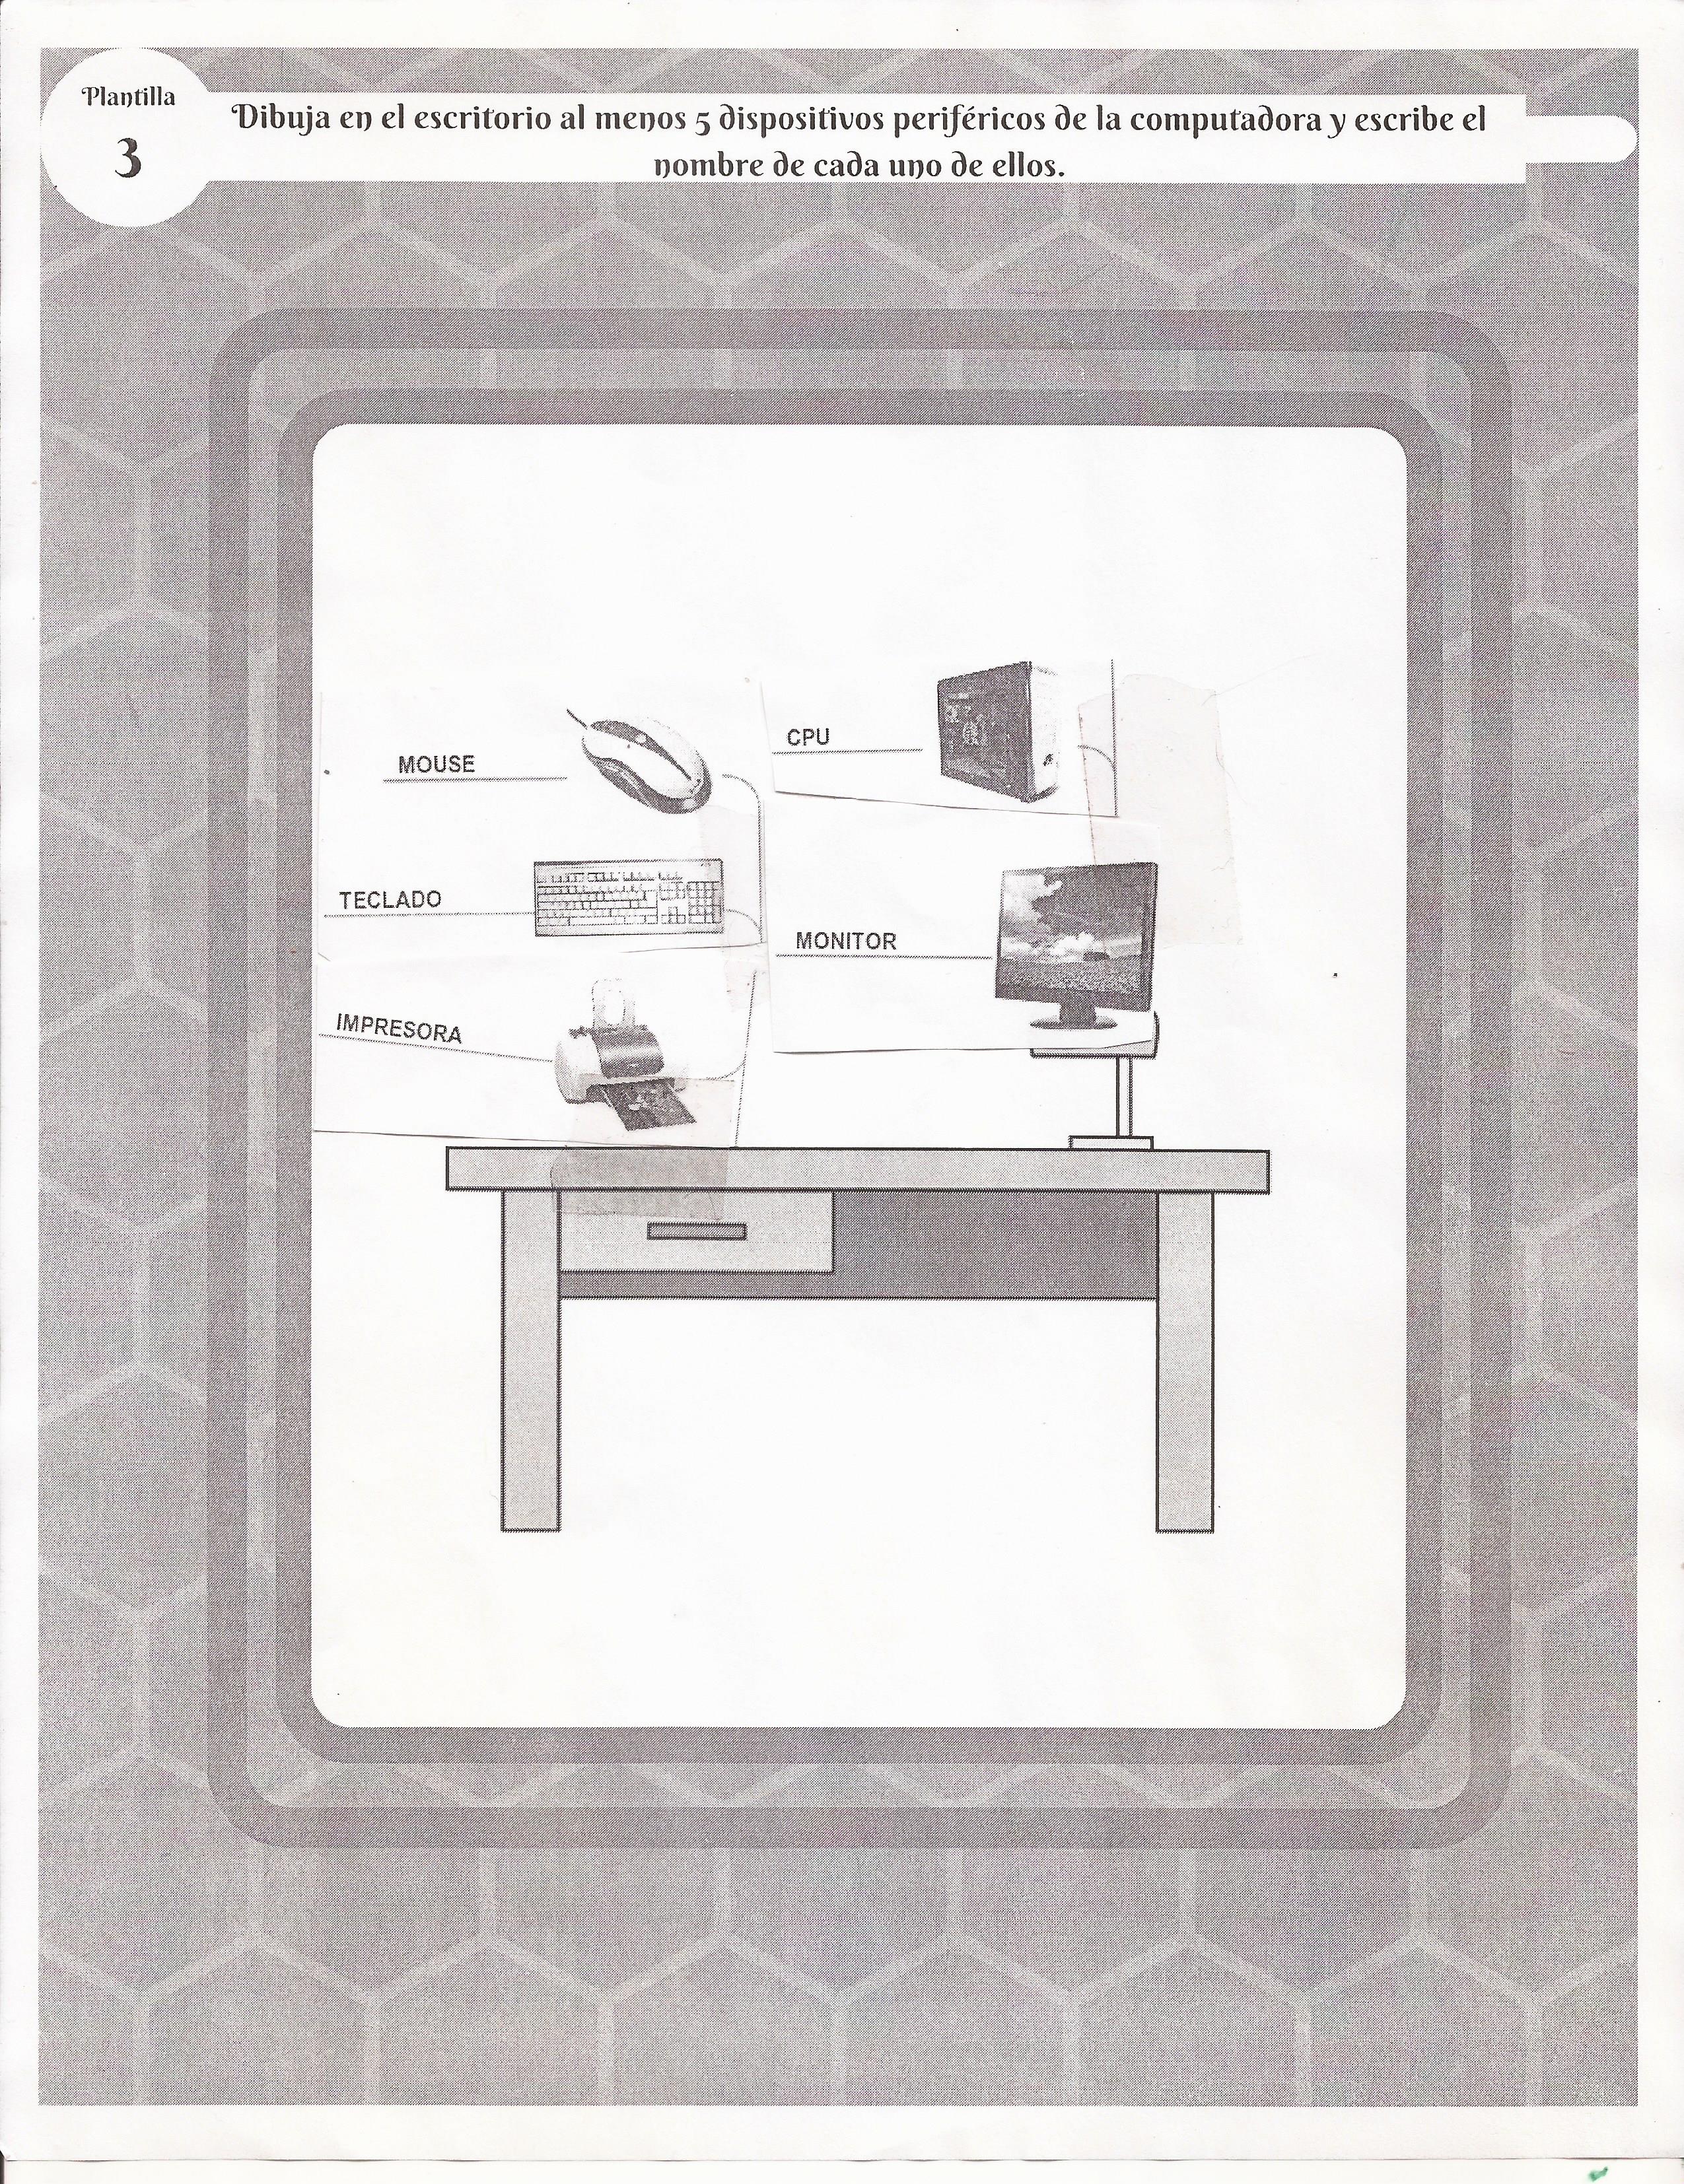 Plantilla
3
Dibuja en el escritorio al menos 5 dispositivos periféricos de la computadora y escribe el
nombre de cada uno de ellos.
CPU
MOUSE
TECLADO
MONITOR
IMPRESORA